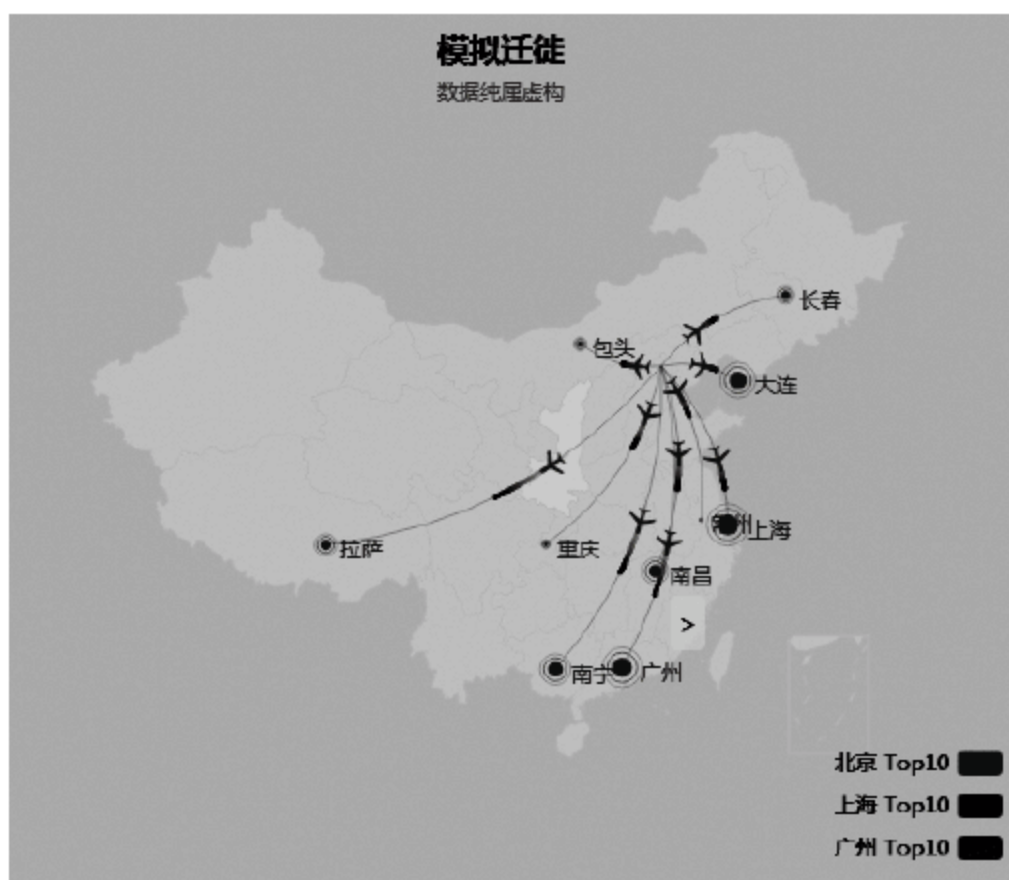 模拟迁徙
数据纯属虚构
长春
包头
大连
上海
拉萨
重庆
南昌
>
南宁
广州
北京 Top10
上海 Top10
广州 Top10